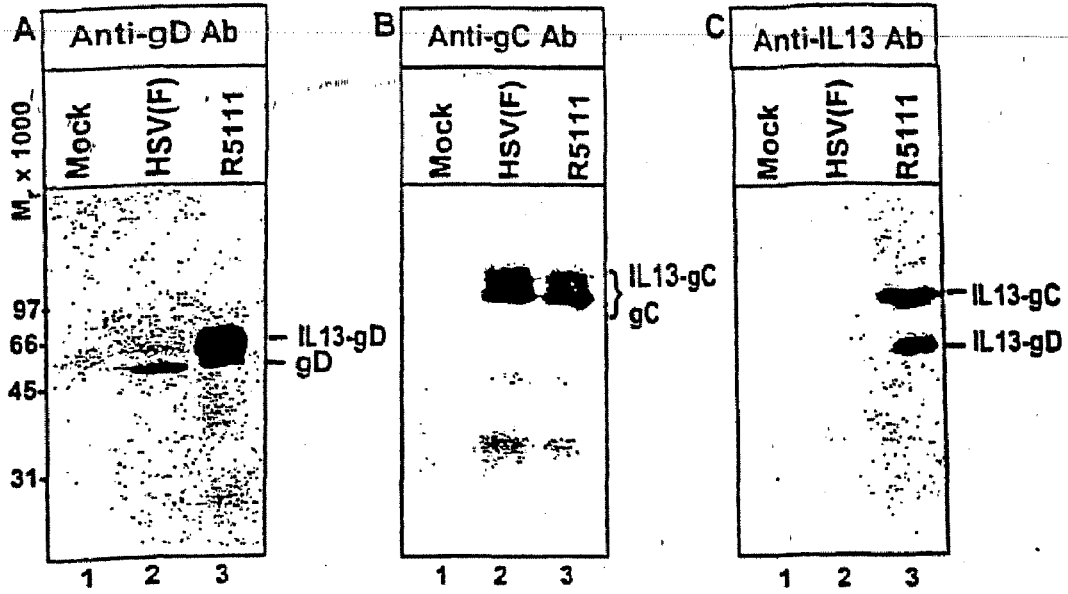 A Anti-gD Ab
Mr x 1000
Mock
HSV(F)
R5111
97
66
45
31
IL13-gD
gD
1 2 3
B Anti-gC Ab
Mock
HSV(F)
R5111
IL13-gC
gC
1 2 3
C Anti-IL13 Ab
Mock
HSV(F)
R5111
IL13-gC
IL13-gD
1 2 3